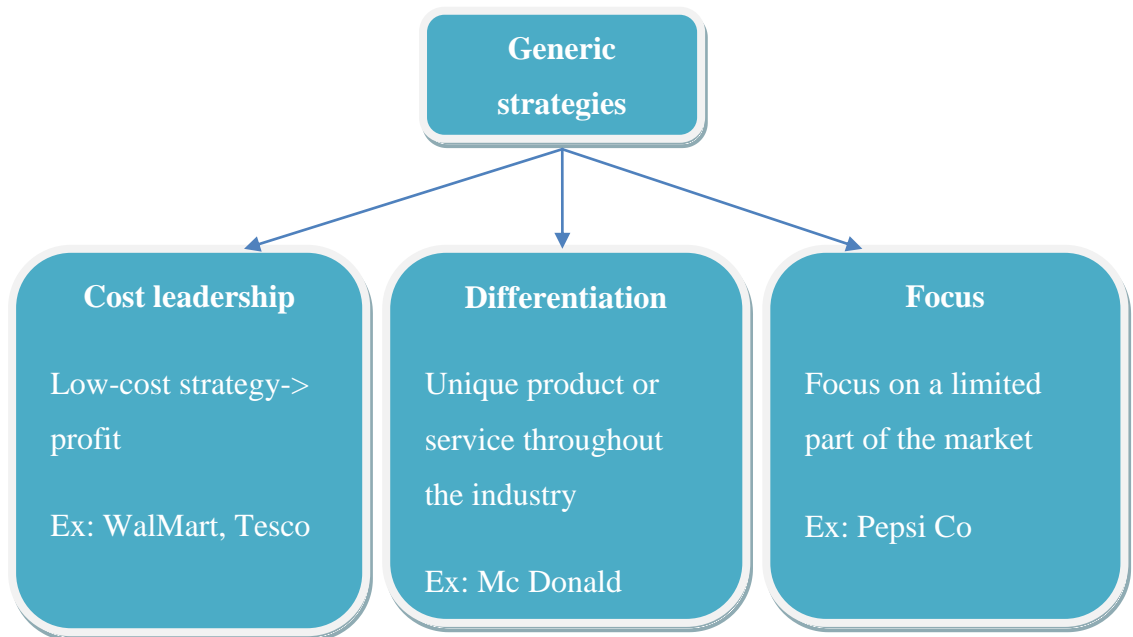 Generic
strategies
Cost leadership
Low-cost strategy->
profit
Ex: WalMart, Tesco
Differentiation
Unique product or
service throughout
the industry
Ex: Mc Donald
Focus
Focus on a limited
part of the market
Ex: Pepsi Co